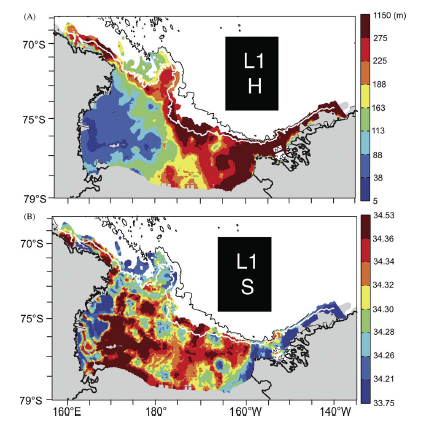 (A)
1150 (m)
70°S
L1
H
275
225
188
75°S
163
113
88
38
79°S
5
(B)
34.53
70°S
L1
S
34.36
34.34
34.32
75°S
34.30
34.28
34.26
34.21
79°S
33.75
160°E 180° 160°W 140°W